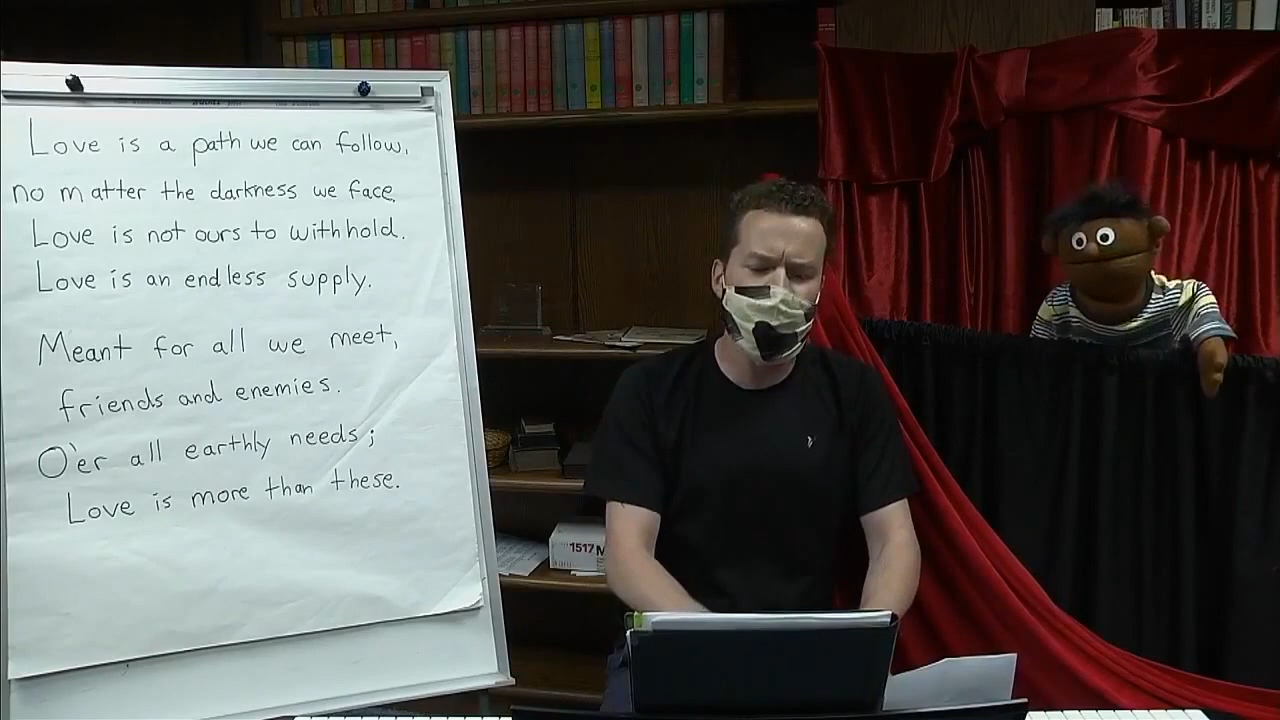 Love is a path we can follow,
no matter the darkness we face.
Love is not ours to withhold.
Love is an endless supply.
Meant for all we meet,
friends and enemies.
O'er all earthly needs;
Love is more than these.
1517